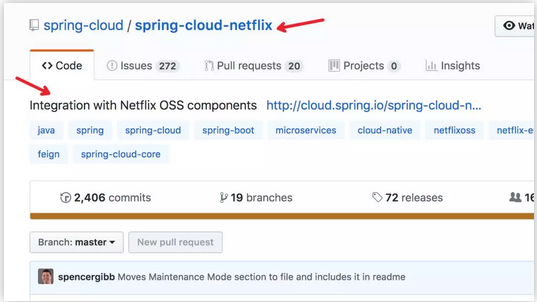 spring-cloud / spring-cloud-netflix
Code Issues 272 Pull requests 20 Projects 0 Insights
Integration with Netflix OSS components http://cloud.spring.io/spring-cloud-n...
java spring spring-cloud spring-boot microservices cloud-native netflixoss netflix-e
feign spring-cloud-core
2,406 commits 19 branches 72 releases 16
Branch: master New pull request
spencergibb Moves Maintenance Mode section to file and includes it in readme